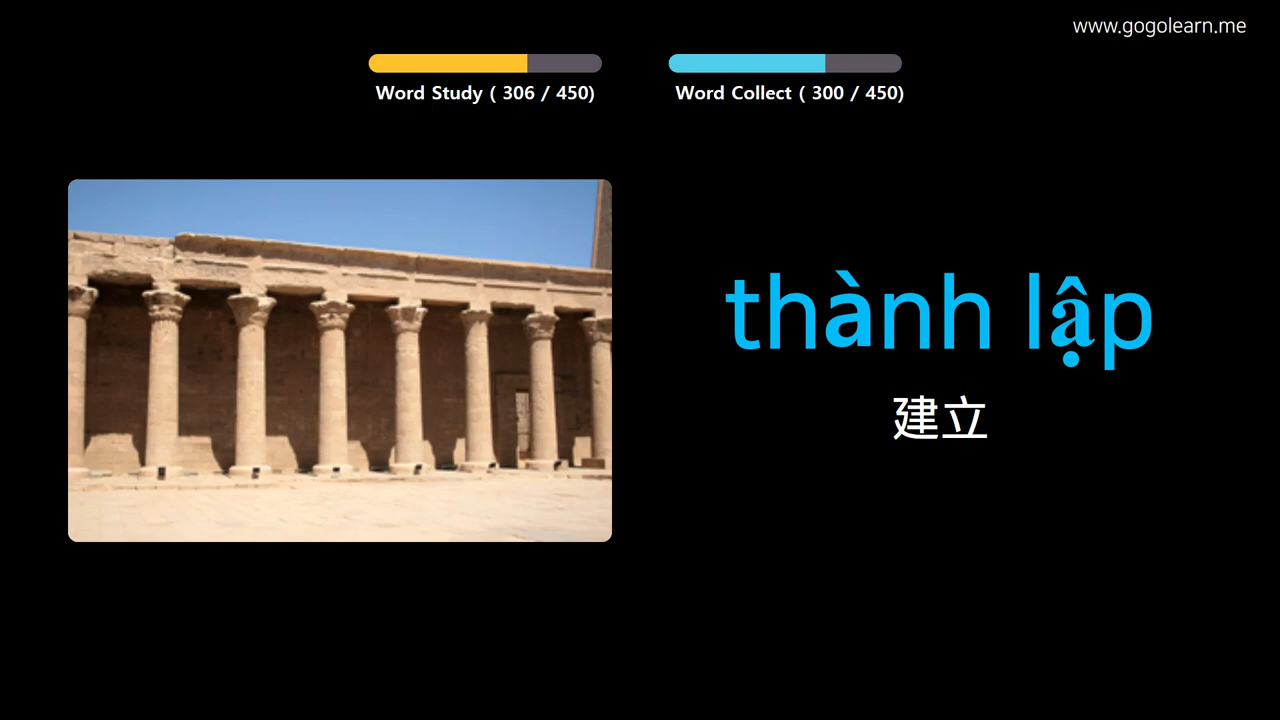 www.gogolearn.me
Word Study ( 306 / 450)
Word Collect ( 300 / 450)
thành lập
建立